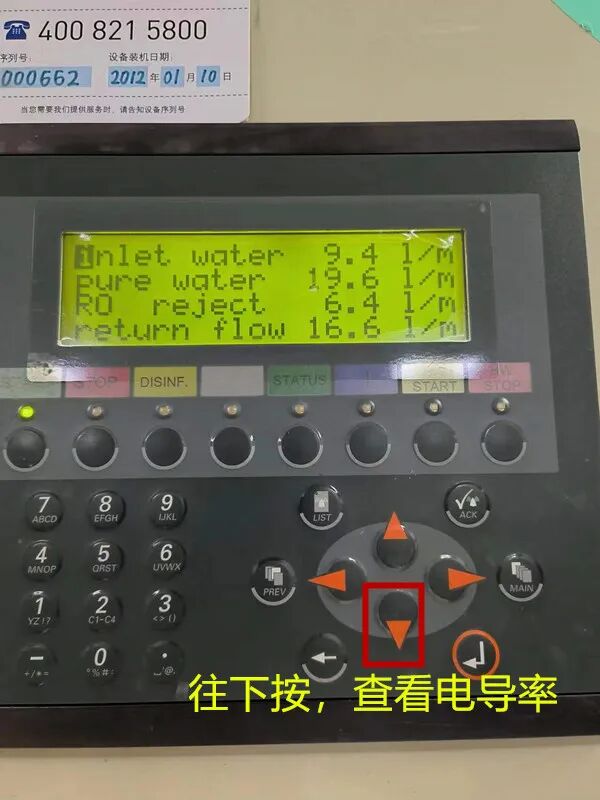 ☎ 400 821 5800
序列号: 设备装机日期:
000662 2012 年 01 月 10 日
当您需要我们提供服务时, 请告知设备序列号
inlet water 9.4 l/m
pure water 19.6 l/m
RO reject 6.4 l/m
return flow 16.6 l/m
STOP DISINF. STATUS START STOP
7 8 9
ABCD EFGH IJKL
LIST ACK
4 5 6
MNOP QRST UVWX
PREV MAIN
1 2 3
YZ!? C1-C4 <>()
- 0 .
+/*= °%#: _'@,
往下按，查看电导率